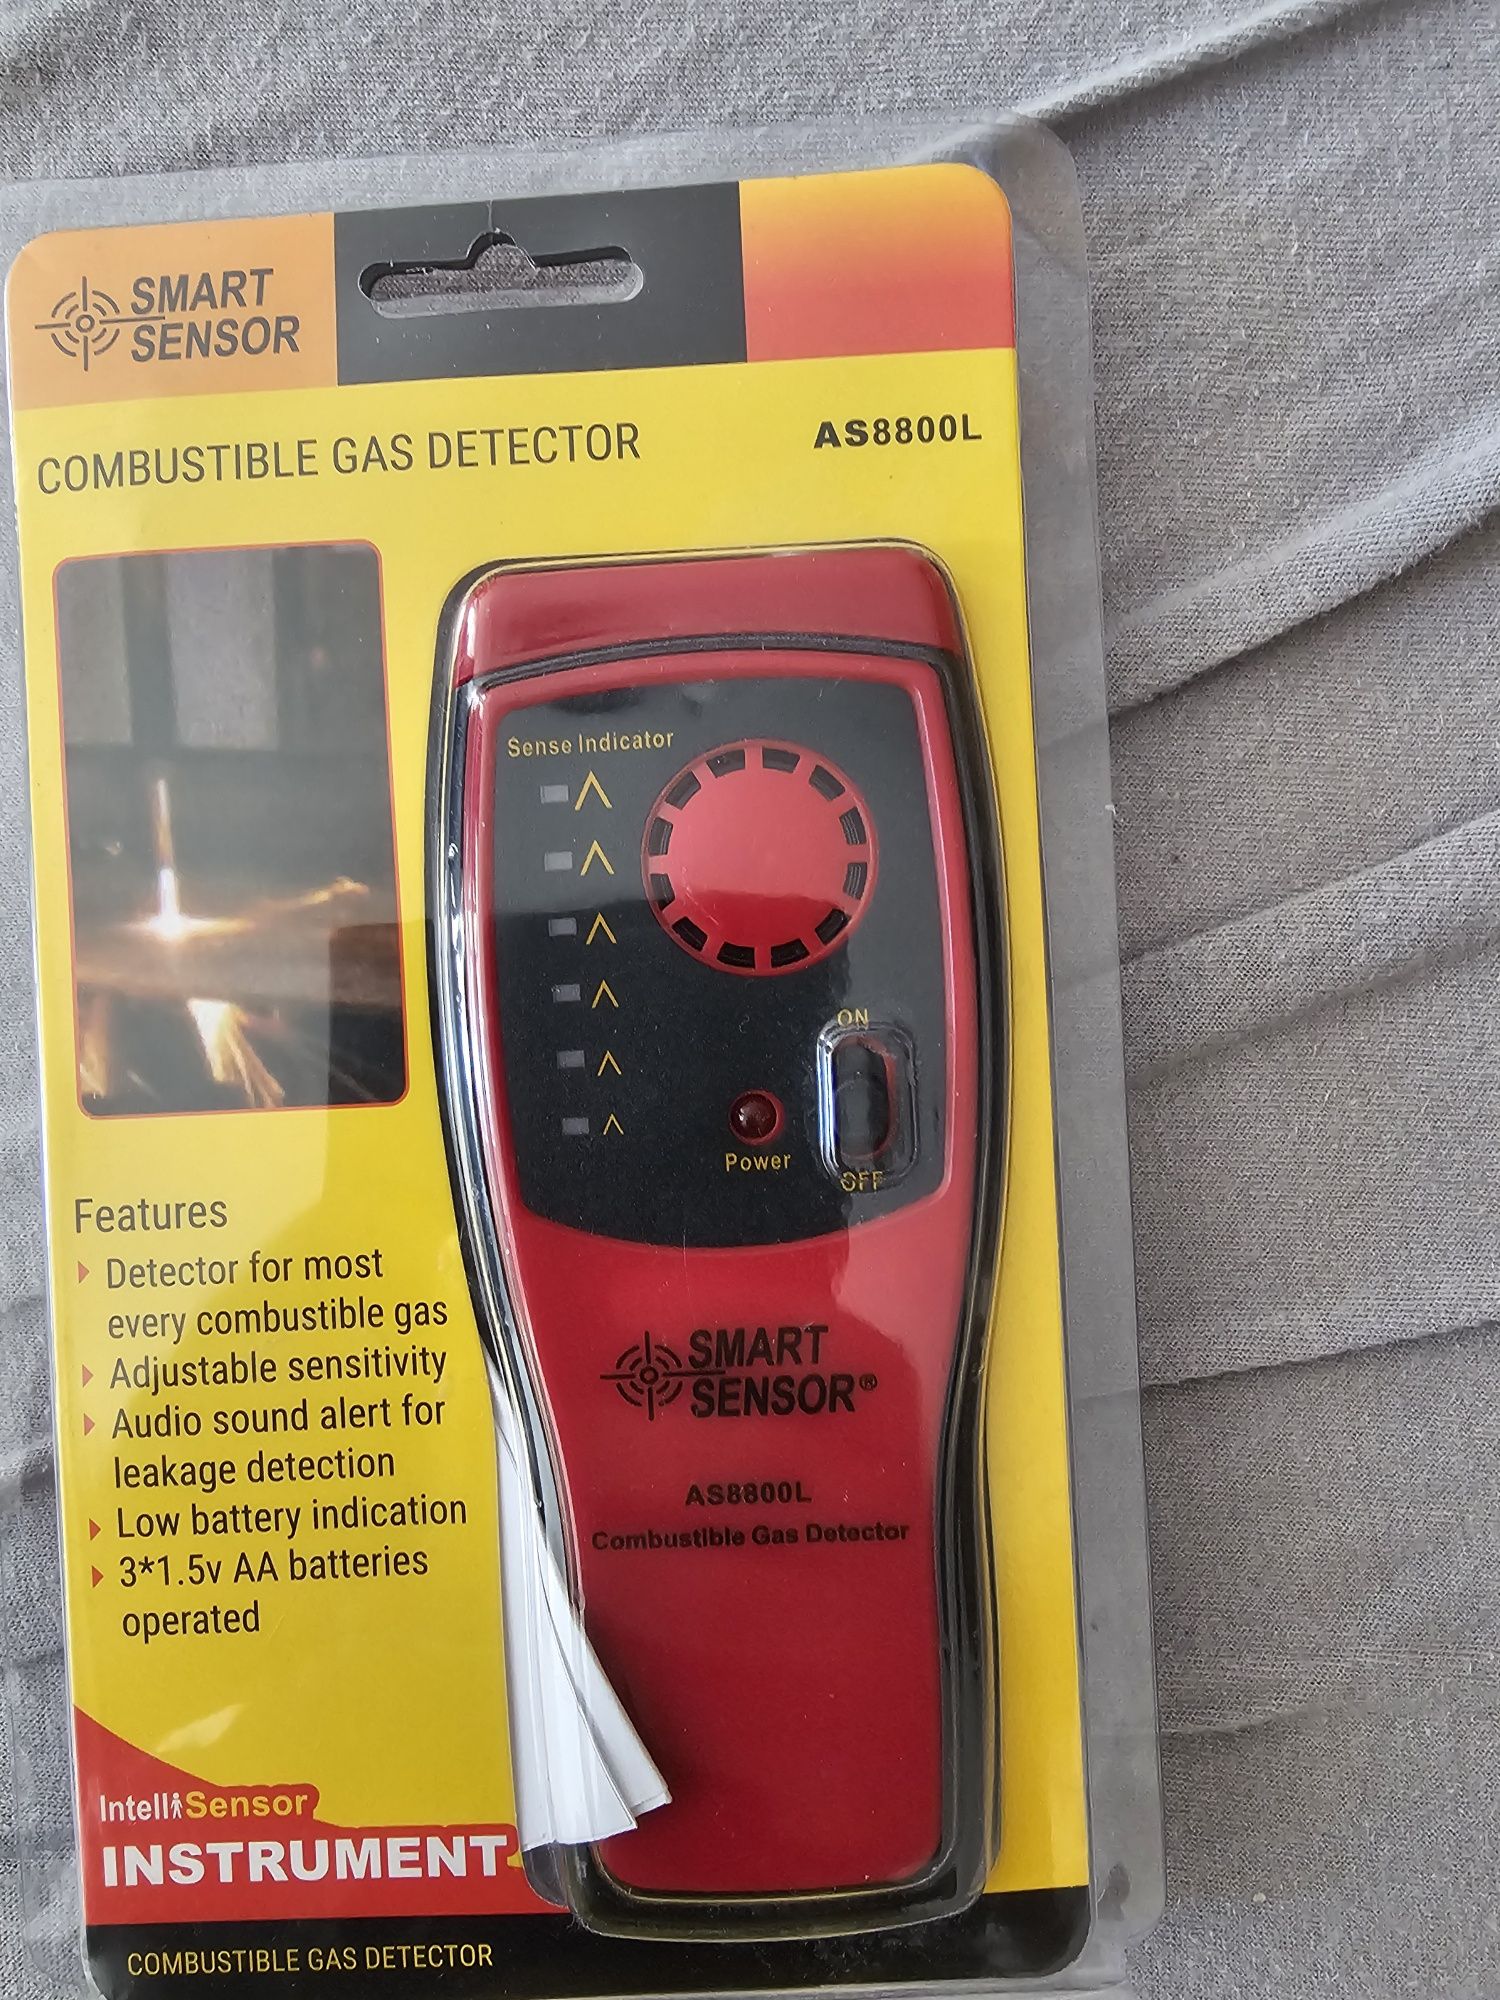 SMART
SENSOR
COMBUSTIBLE GAS DETECTOR
AS8800L
Sense Indicator
ON
Power
OFF
Features
Detector for most
every combustible gas
Adjustable sensitivity
Audio sound alert for
leakage detection
Low battery indication
3*1.5v AA batteries
operated
SMART
SENSOR®
AS8800L
Combustible Gas Detector
IntelliSensor
INSTRUMENT
COMBUSTIBLE GAS DETECTOR